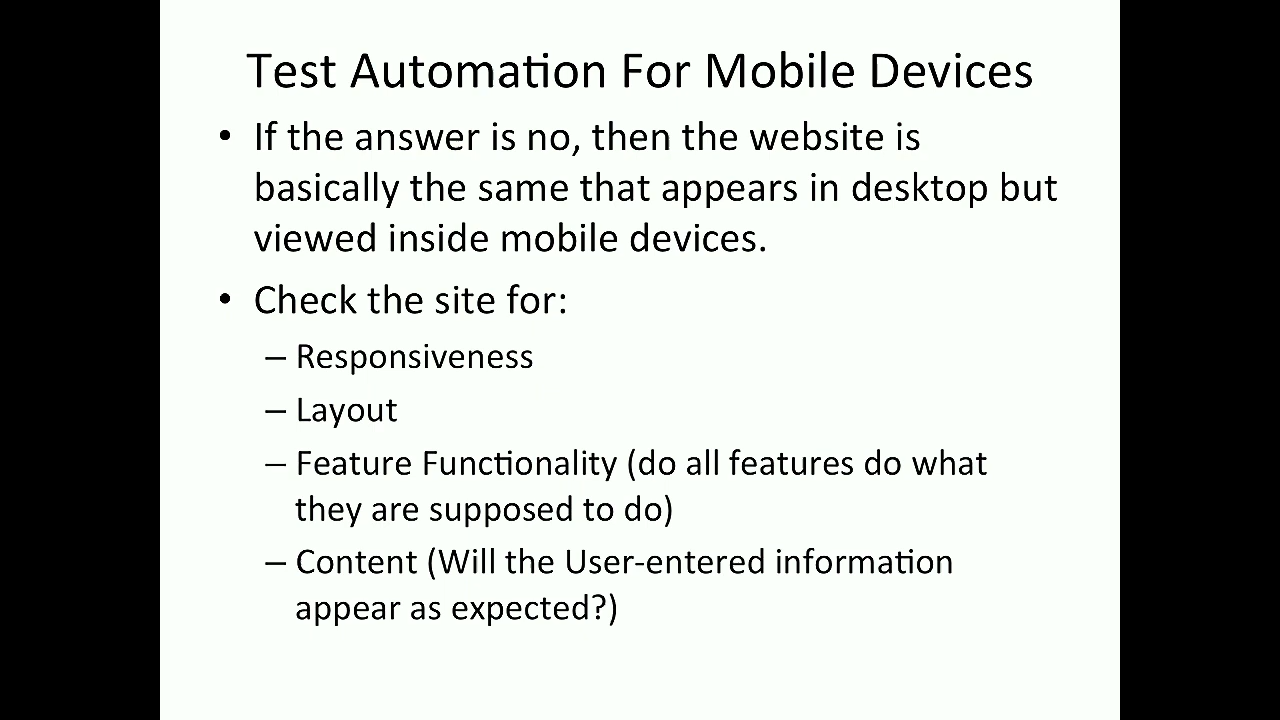 Test Automation For Mobile Devices
• If the answer is no, then the website is
basically the same that appears in desktop but
viewed inside mobile devices.
• Check the site for:
– Responsiveness
– Layout
– Feature Functionality (do all features do what
they are supposed to do)
– Content (Will the User-entered information
appear as expected?)